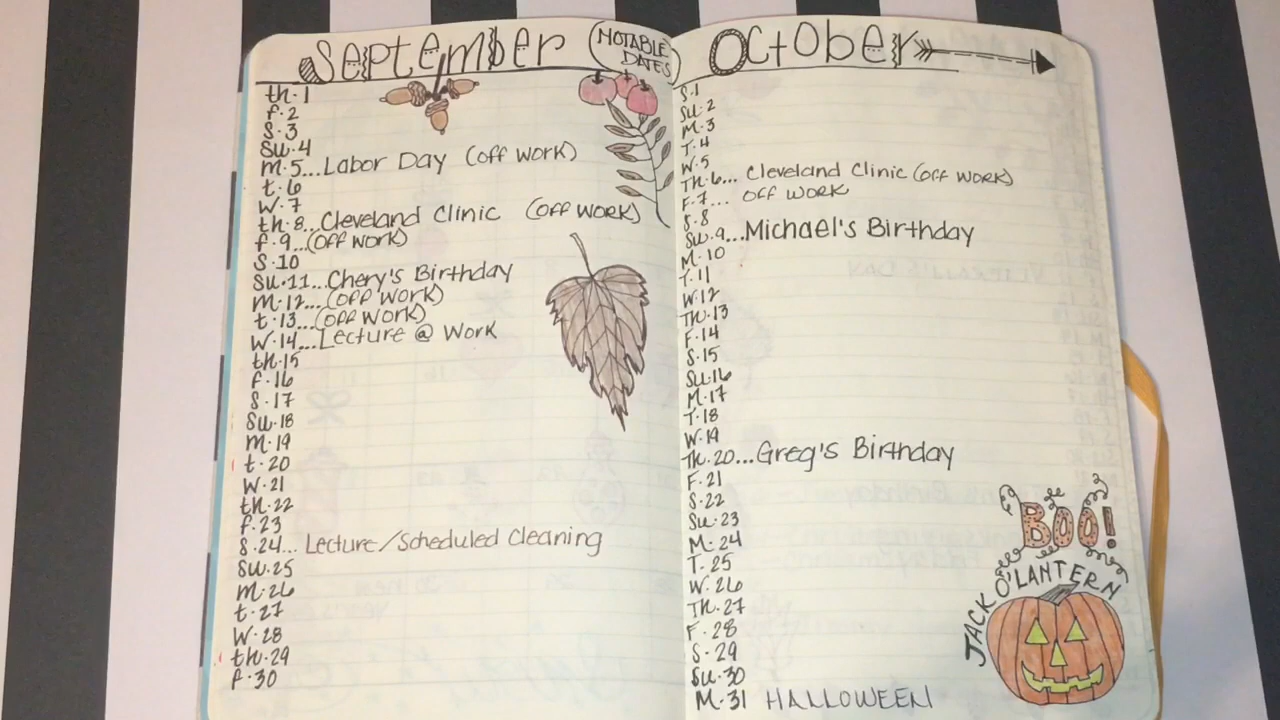 September
NOTABLE
DATES
th·1
f·2
S·3
Su·4
M·5...Labor Day (off work)
t·6
W·7
th·8...Cleveland Clinic (off work)
f·9...(off work)
S·10
Su·11...Chery's Birthday
M·12...(off work)
t·13...(off work)
W·14...Lecture @ Work
th·15
f·16
S·17
Su·18
M·19
t·20
W·21
th·22
f·23
S·24...Lecture/Scheduled Cleaning
Su·25
M·26
t·27
W·28
th·29
f·30
October
S·1
Su·2
M·3
T·4
W·5
Th·6...Cleveland Clinic (off work)
F·7...off work
S·8
Su·9...Michael's Birthday
M·10
T·11
W·12
Th·13
F·14
S·15
Su·16
M·17
T·18
W·19
Th·20...Greg's Birthday
F·21
S·22
Su·23
M·24
T·25
W·26
Th·27
F·28
S·29
Su·30
M·31 HALLOWEEN
BOO!
JACK O'LANTERN